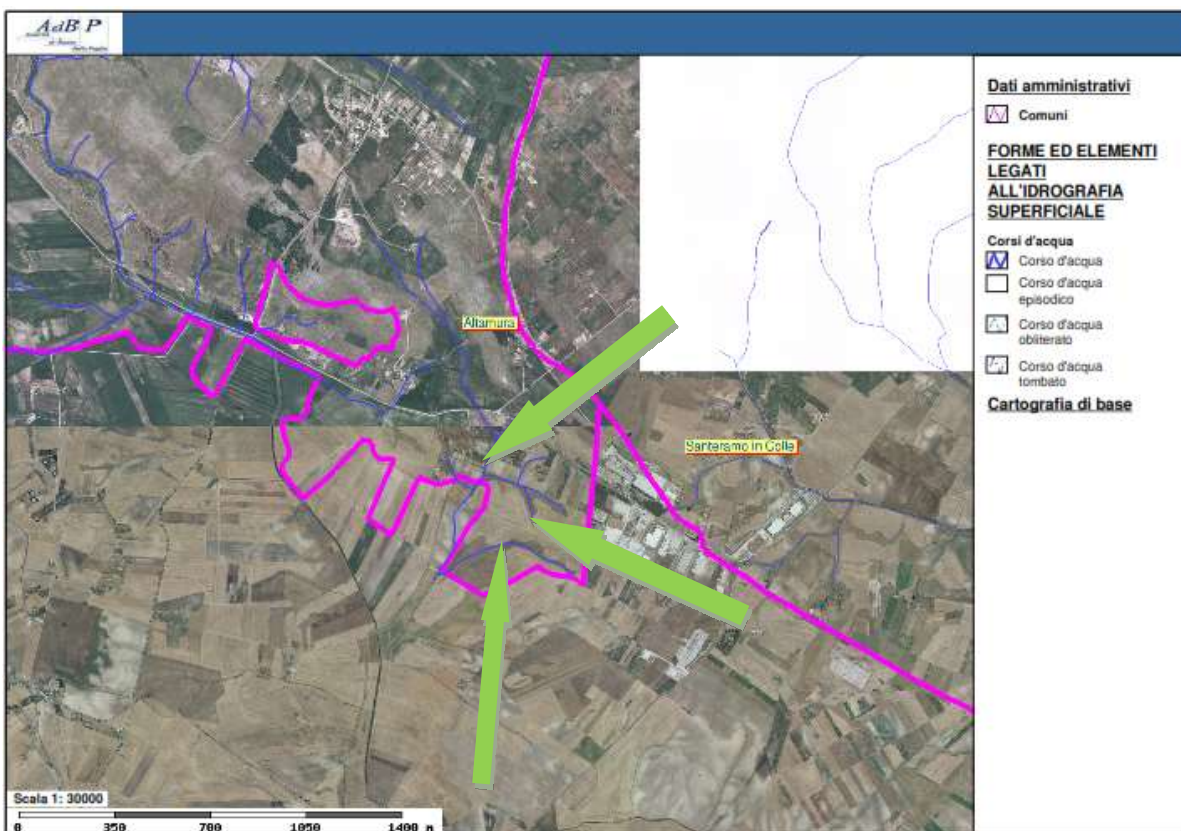 AdB P
Dati amministrativi
Comuni
FORME ED ELEMENTI
LEGATI
ALL'IDROGRAFIA
SUPERFICIALE
Corsi d'acqua
Corso d'acqua
Corso d'acqua
episodico
Corso d'acqua
obliterato
Corso d'acqua
tombato
Cartografia di base
Altamura
Santeramo in Colle
Scala 1: 30000
0 350 700 1050 1400 m